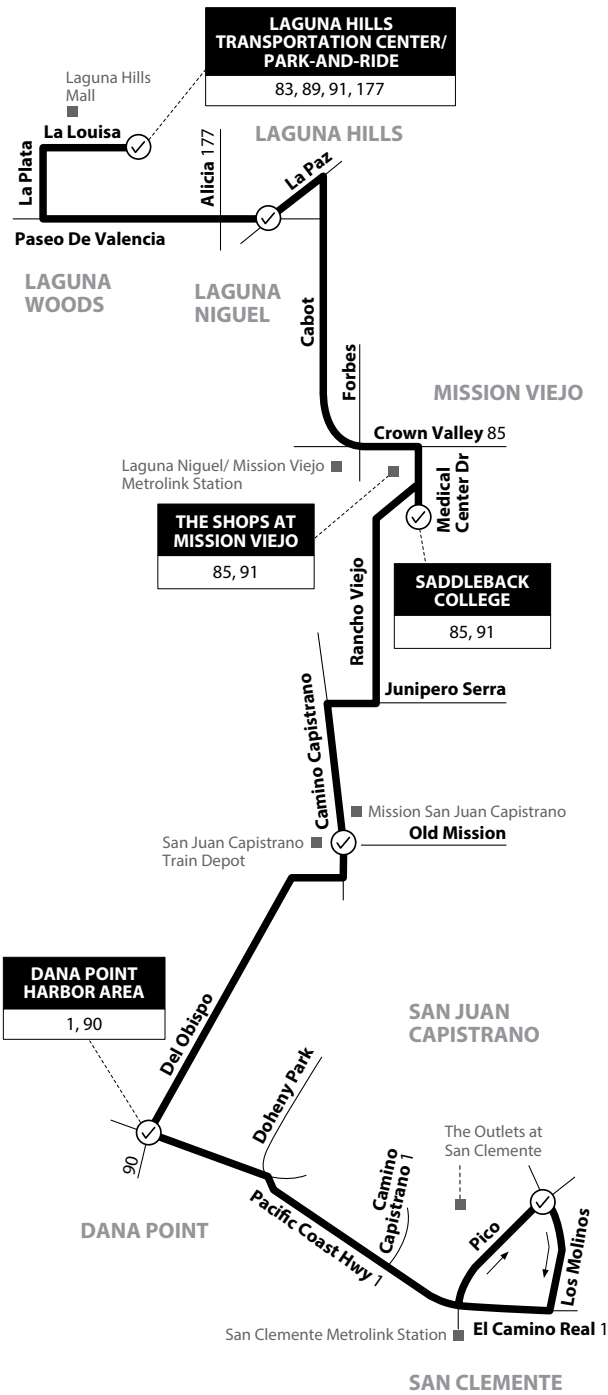 LAGUNA HILLS
TRANSPORTATION CENTER/
PARK-AND-RIDE
83, 89, 91, 177
Laguna Hills
Mall
La Louisa
LAGUNA HILLS
La Plata
Alicia 177
La Paz
Paseo De Valencia
LAGUNA
WOODS
LAGUNA
NIGUEL
Cabot
Forbes
MISSION VIEJO
Crown Valley 85
Laguna Niguel/ Mission Viejo
Metrolink Station
Medical
Center Dr
THE SHOPS AT
MISSION VIEJO
85, 91
SADDLEBACK
COLLEGE
85, 91
Rancho Viejo
Junipero Serra
Camino Capistrano
Mission San Juan Capistrano
Old Mission
San Juan Capistrano
Train Depot
DANA POINT
HARBOR AREA
1, 90
Del Obispo
SAN JUAN
CAPISTRANO
Doheny Park
90
The Outlets at
San Clemente
Camino
Capistrano 1
DANA POINT
Pacific Coast Hwy 1
Pico
Los Molinos
San Clemente Metrolink Station
El Camino Real 1
SAN CLEMENTE